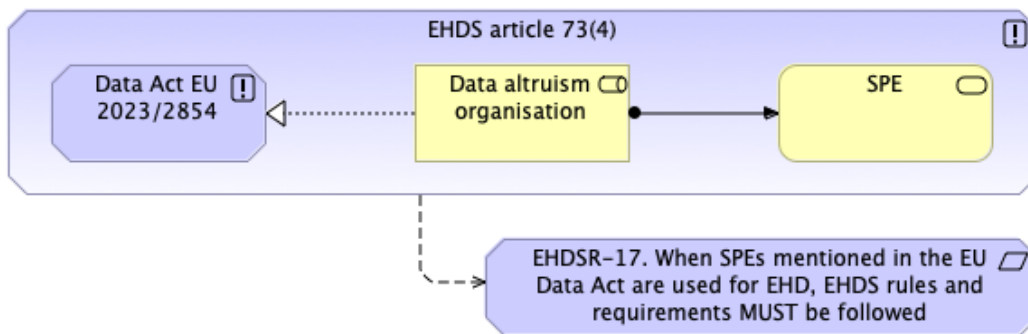 EHDS article 73(4)
Data Act EU
2023/2854
Data altruism
organisation
SPE
EHDSR-17. When SPEs mentioned in the EU
Data Act are used for EHD, EHDS rules and
requirements MUST be followed